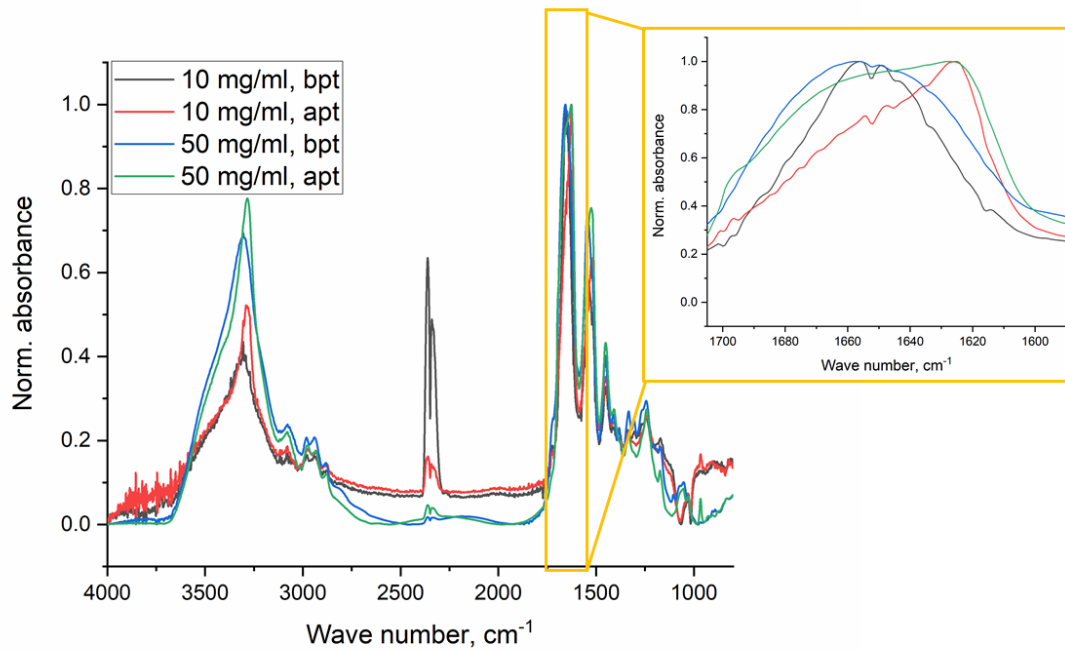 10 mg/ml, bpt
10 mg/ml, apt
50 mg/ml, bpt
50 mg/ml, apt
Norm. absorbance
1.0
0.8
0.6
0.4
0.2
0.0
4000 3500 3000 2500 2000 1500 1000
Wave number, cm⁻¹
Norm. absorbance
1.0
0.8
0.6
0.4
0.2
0.0
1700 1680 1660 1640 1620 1600
Wave number, cm⁻¹